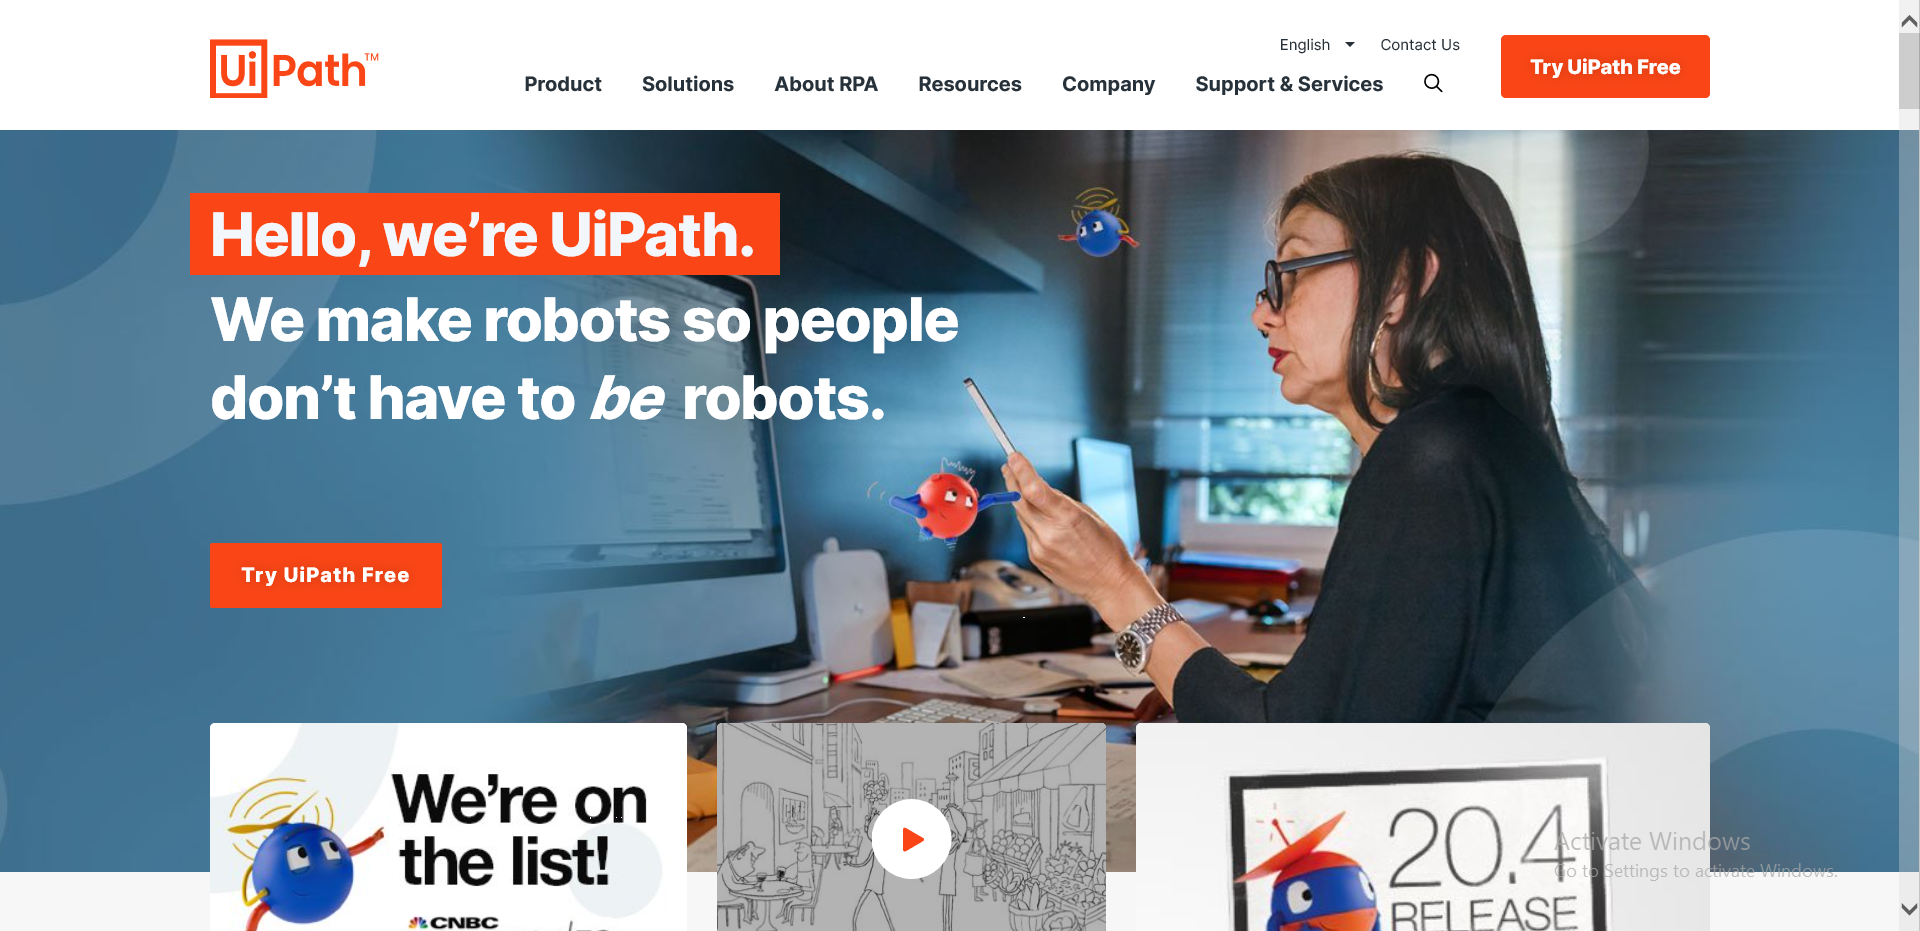 UiPath™
English
Contact Us
Product
Solutions
About RPA
Resources
Company
Support & Services
Try UiPath Free
Hello, we’re UiPath.
We make robots so people
don’t have to be robots.
Try UiPath Free
We’re on
the list!
CNBC
20.4
RELEASE
Activate Windows
Go to Settings to activate Windows.